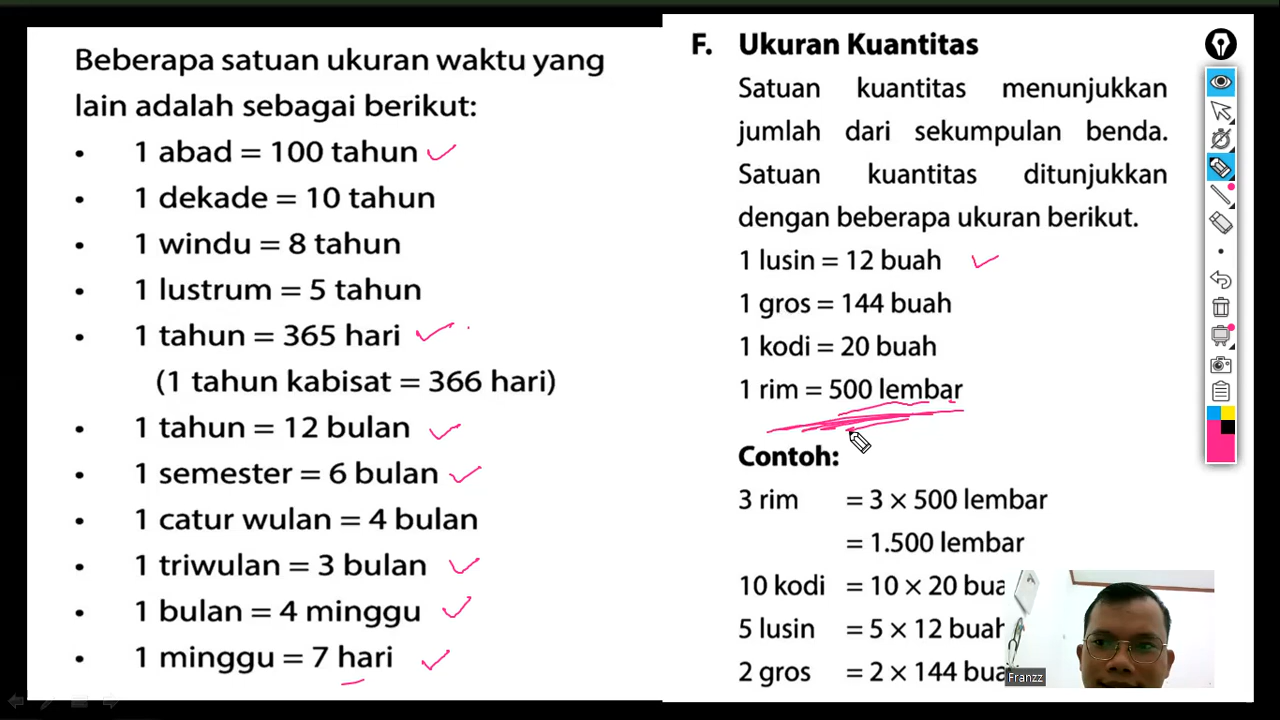 Beberapa satuan ukuran waktu yang
lain adalah sebagai berikut:
• 1 abad = 100 tahun
• 1 dekade = 10 tahun
• 1 windu = 8 tahun
• 1 lustrum = 5 tahun
• 1 tahun = 365 hari
(1 tahun kabisat = 366 hari)
• 1 tahun = 12 bulan
• 1 semester = 6 bulan
• 1 catur wulan = 4 bulan
• 1 triwulan = 3 bulan
• 1 bulan = 4 minggu
• 1 minggu = 7 hari
F. Ukuran Kuantitas
Satuan kuantitas menunjukkan
jumlah dari sekumpulan benda.
Satuan kuantitas ditunjukkan
dengan beberapa ukuran berikut.
1 lusin = 12 buah
1 gros = 144 buah
1 kodi = 20 buah
1 rim = 500 lembar
Contoh:
3 rim = 3 × 500 lembar
= 1.500 lembar
10 kodi = 10 × 20
5 lusin = 5 × 12 buah
2 gros = 2 × 144
Franzz